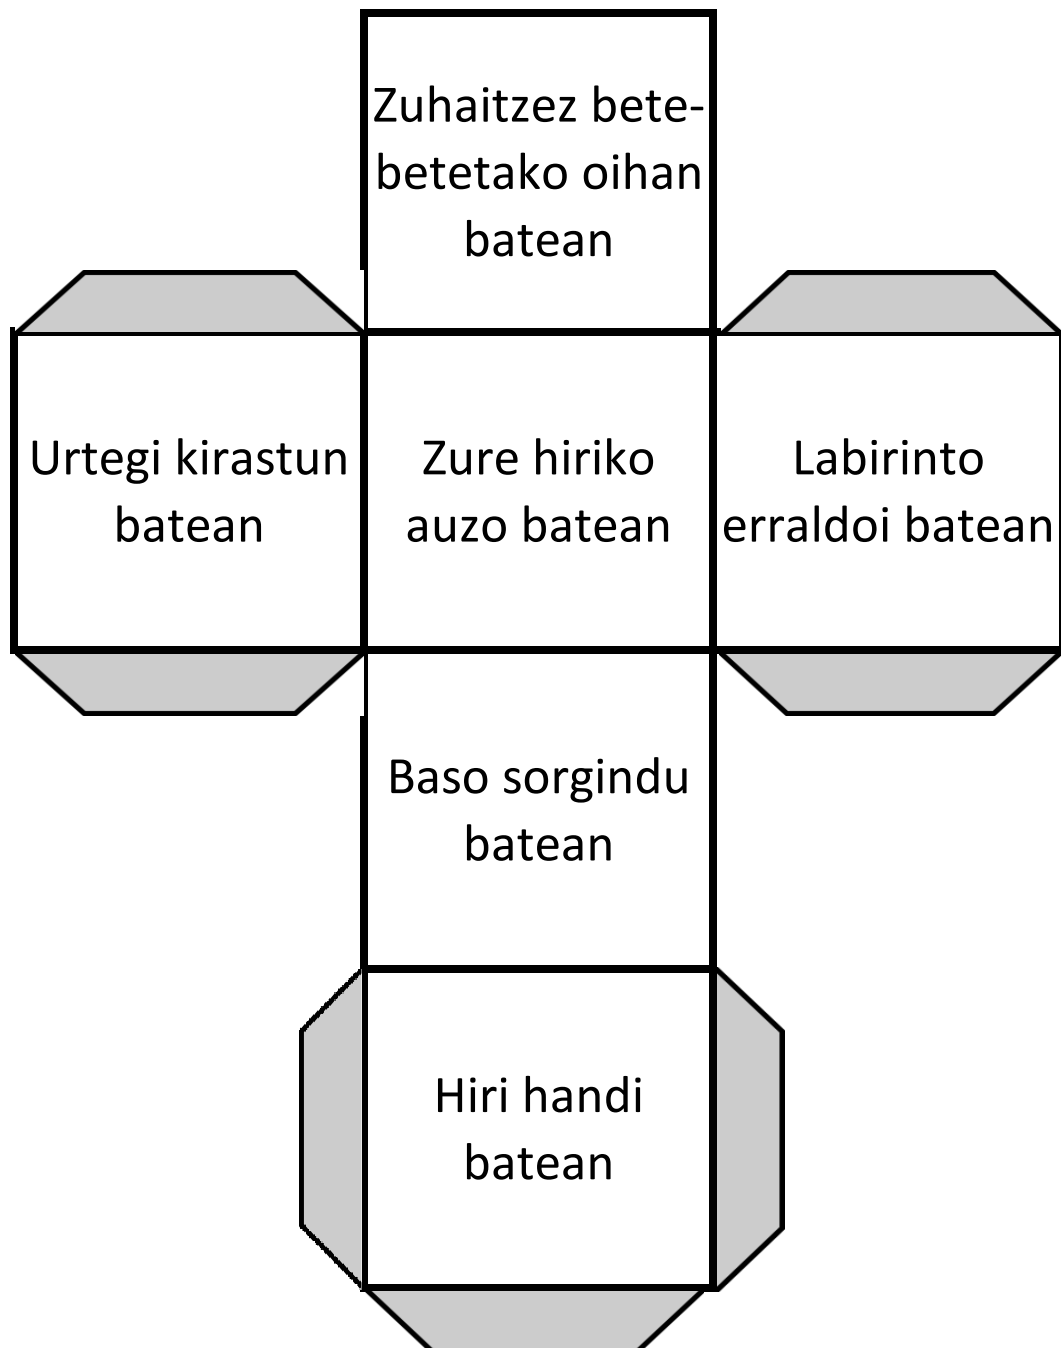 Zuhaitzez bete-
betetako oihan
batean
Urtegi kirastun
batean
Zure hiriko
auzo batean
Labirinto
erraldoi batean
Baso sorgindu
batean
Hiri handi
batean